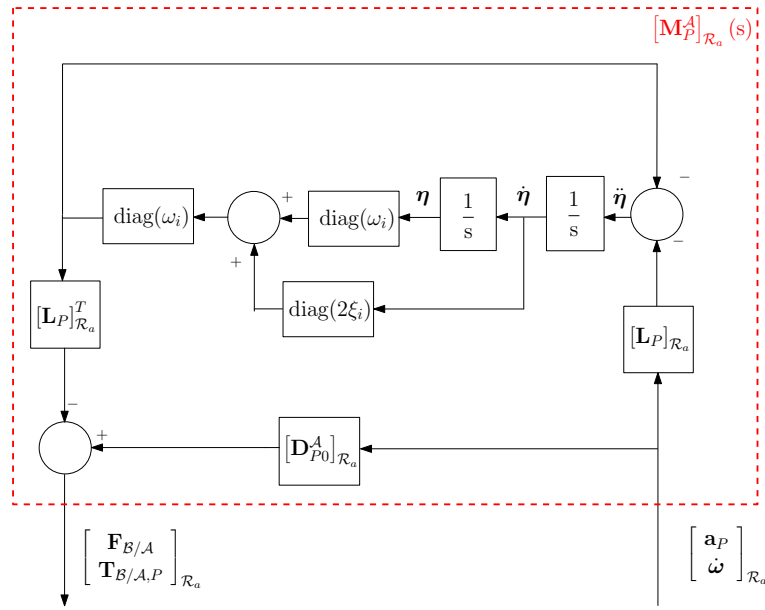 [𝐌_P^𝒜]_{ℛ_a}(s)
−
diag(ω_i)
+
diag(ω_i)
𝛈
1/s
𝛈̇
1/s
𝛈̈
−
+
[𝐋_P]^T_{ℛ_a}
diag(2ξ_i)
[𝐋_P]_{ℛ_a}
−
+
[𝐃_{P0}^𝒜]_{ℛ_a}
[𝐅_{ℬ/𝒜}
𝐓_{ℬ/𝒜,P}]_{ℛ_a}
[𝐚_P
𝛚̇]_{ℛ_a}